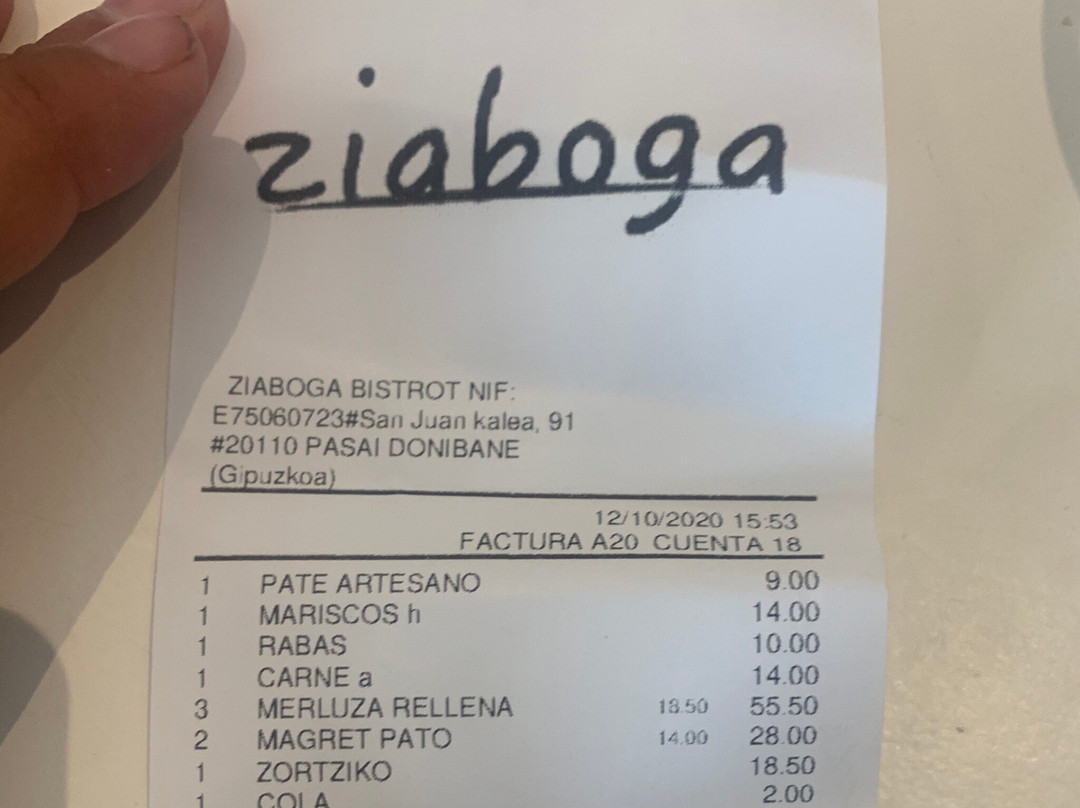 ziaboga
ZIABOGA BISTROT NIF:
E75060723#San Juan kalea, 91
#20110 PASAI DONIBANE
(Gipuzkoa)
12/10/2020 15:53
FACTURA A20 CUENTA 18
1 PATE ARTESANO 9.00
1 MARISCOS h 14.00
1 RABAS 10.00
1 CARNE a 14.00
3 MERLUZA RELLENA 18.50 55.50
2 MAGRET PATO 14.00 28.00
1 ZORTZIKO 18.50
1 COLA 2.00